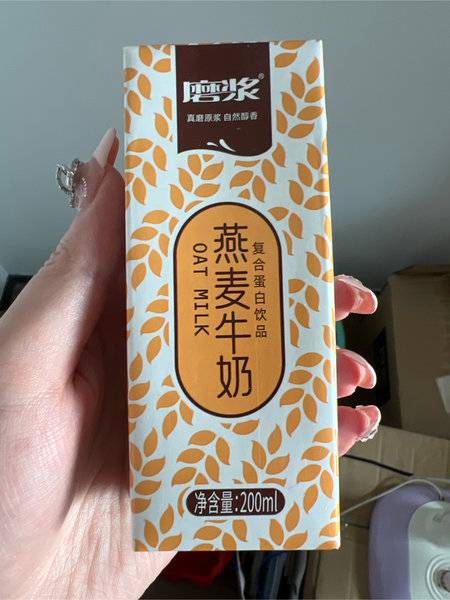 磨浆®
真磨原浆 自然醇香
燕麦牛奶
OAT MILK
复合蛋白饮品
净含量:200ml